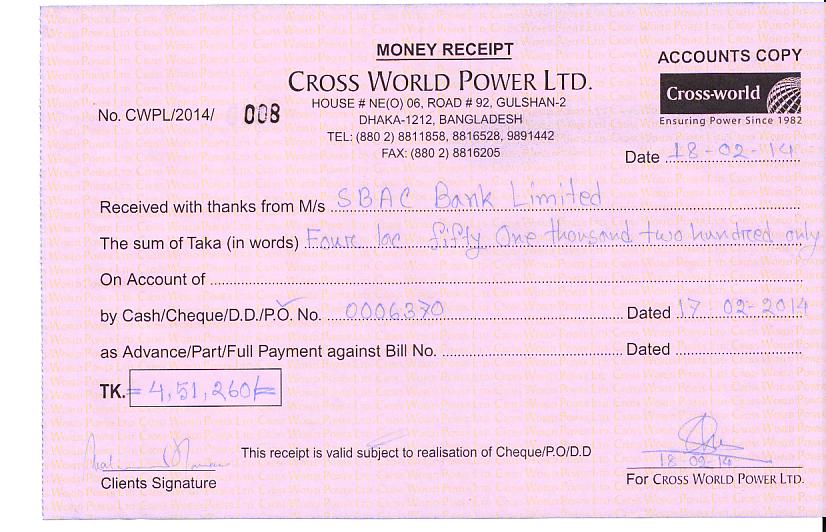 MONEY RECEIPT
ACCOUNTS COPY
CROSS WORLD POWER LTD.
HOUSE # NE(O) 06, ROAD # 92, GULSHAN-2
DHAKA-1212, BANGLADESH
TEL: (880 2) 8811858, 8816528, 9891442
FAX: (880 2) 8816205
Cross-world
Ensuring Power Since 1982
No. CWPL/2014/ 008
Date 18-02-14
Received with thanks from M/s SBAC Bank Limited
The sum of Taka (in words) Four lac fifty One thousand two hundred only
On Account of
by Cash/Cheque/D.D./P.O. No. 0006370 Dated 17 02-2014
as Advance/Part/Full Payment against Bill No. Dated
TK. = 4,51,260/=
This receipt is valid subject to realisation of Cheque/P.O/D.D
18-02-14
Clients Signature
For CROSS WORLD POWER LTD.